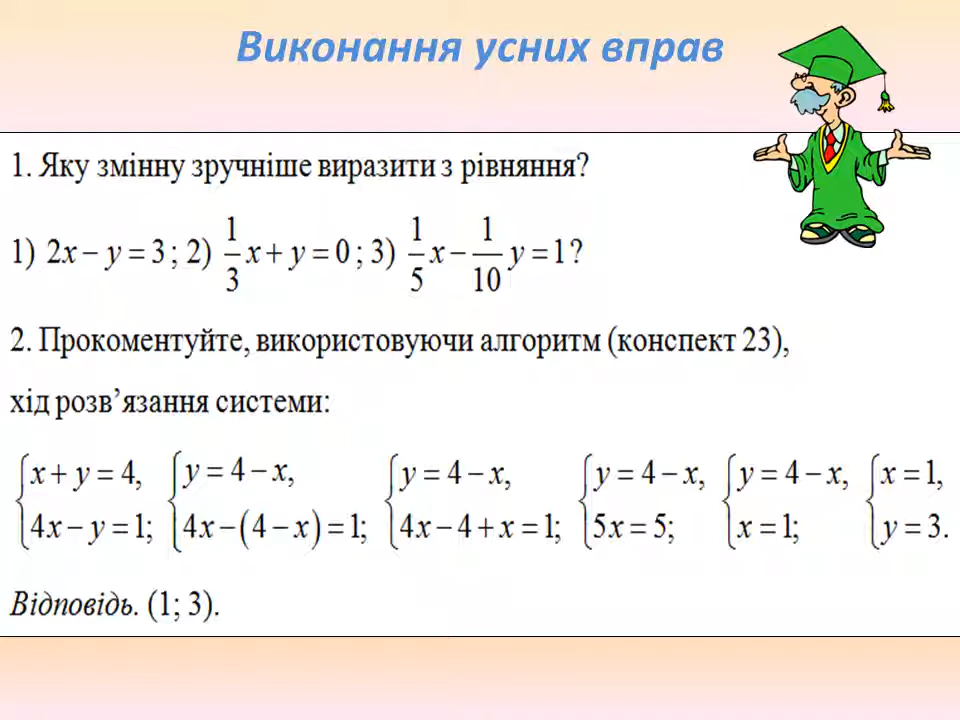 Виконання усних вправ
1. Яку змінну зручніше виразити з рівняння?
1) 2x − y = 3 ; 2) 1/3 x + y = 0 ; 3) 1/5 x − 1/10 y = 1 ?
2. Прокоментуйте, використовуючи алгоритм (конспект 23),
хід розв’язання системи:
{x + y = 4, {y = 4 − x, {y = 4 − x, {y = 4 − x, {y = 4 − x, {x = 1,
4x − y = 1; 4x − (4 − x) = 1; 4x − 4 + x = 1; 5x = 5; x = 1; y = 3.
Відповідь. (1; 3).